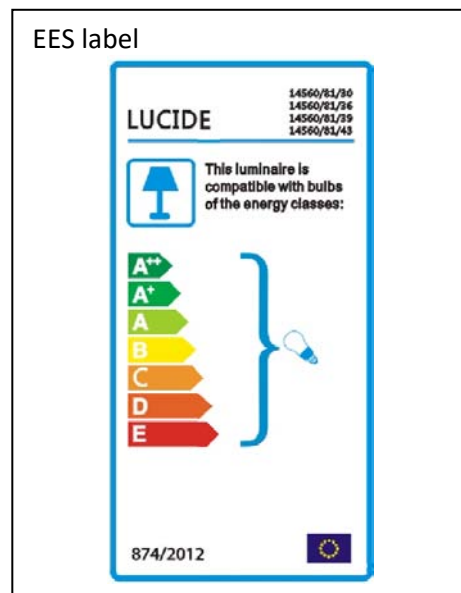 EES label
LUCIDE
14560/81/30
14560/81/36
14560/81/39
14560/81/43
This luminaire is
compatible with bulbs
of the energy classes:
A++
A+
A
B
C
D
E
874/2012